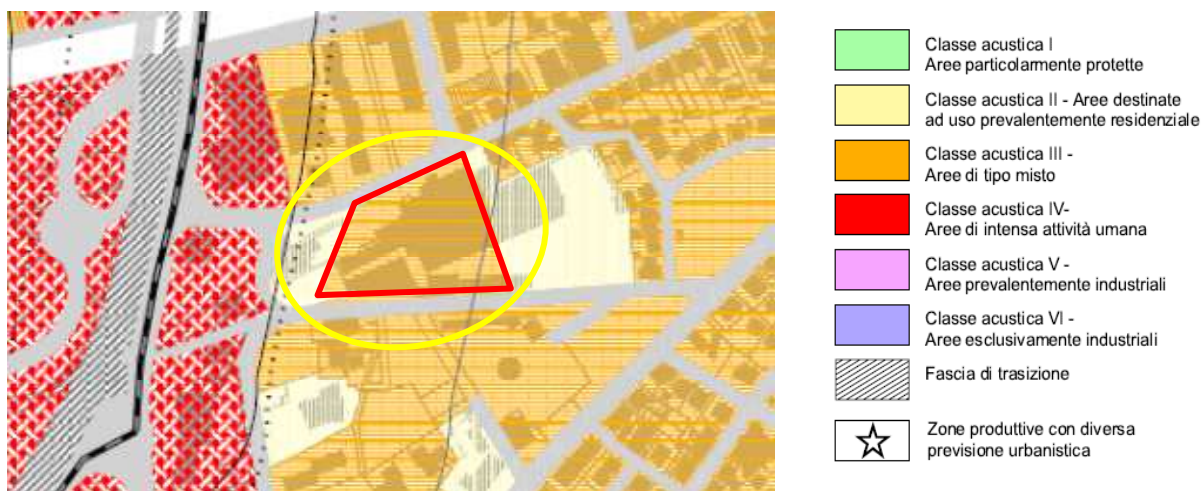 Classe acustica I
Aree particolarmente protette
Classe acustica II - Aree destinate
ad uso prevalentemente residenziale
Classe acustica III -
Aree di tipo misto
Classe acustica IV-
Aree di intensa attività umana
Classe acustica V -
Aree prevalentemente industriali
Classe acustica VI -
Aree esclusivamente industriali
Fascia di trasizione
Zone produttive con diversa
previsione urbanistica